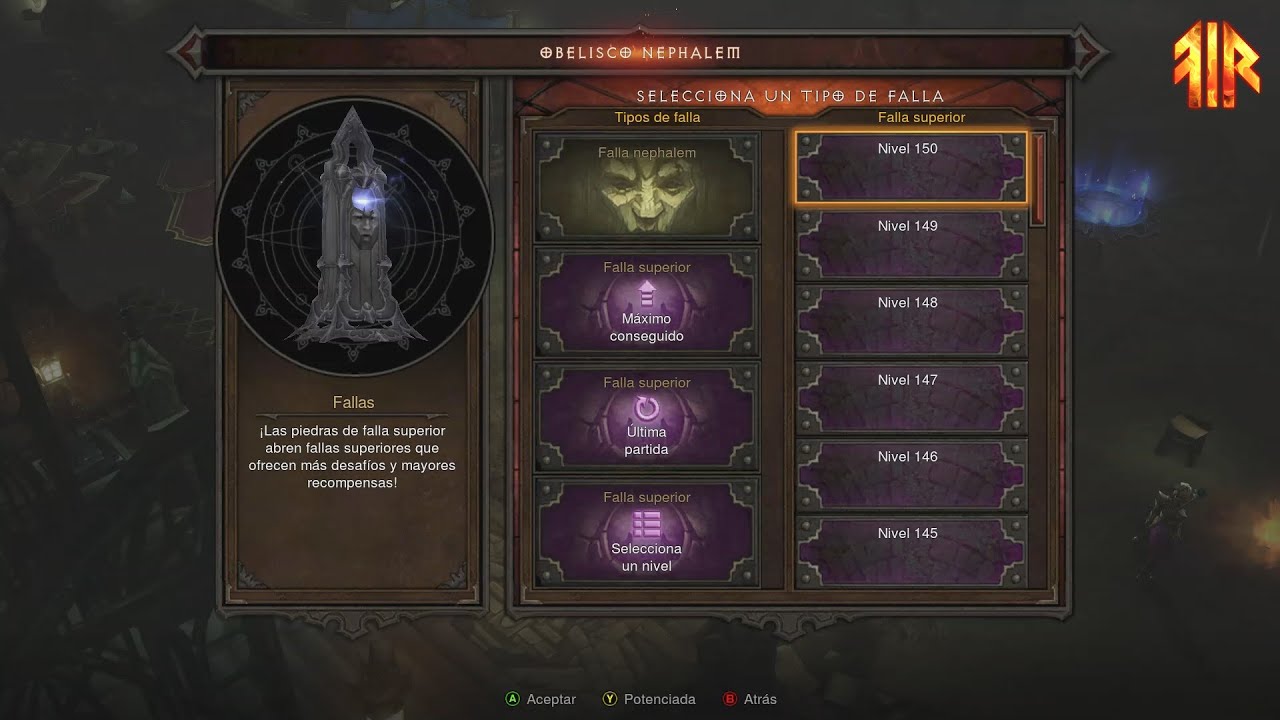 OBELISCO NEPHALEM
Fallas
¡Las piedras de falla superior
abren fallas superiores que
ofrecen más desafíos y mayores
recompensas!
SELECCIONA UN TIPO DE FALLA
Tipos de falla
Falla nephalem
Falla superior
Máximo
conseguido
Falla superior
Última
partida
Falla superior
Selecciona
un nivel
Falla superior
Nivel 150
Nivel 149
Nivel 148
Nivel 147
Nivel 146
Nivel 145
A Aceptar
Y Potenciada
B Atrás